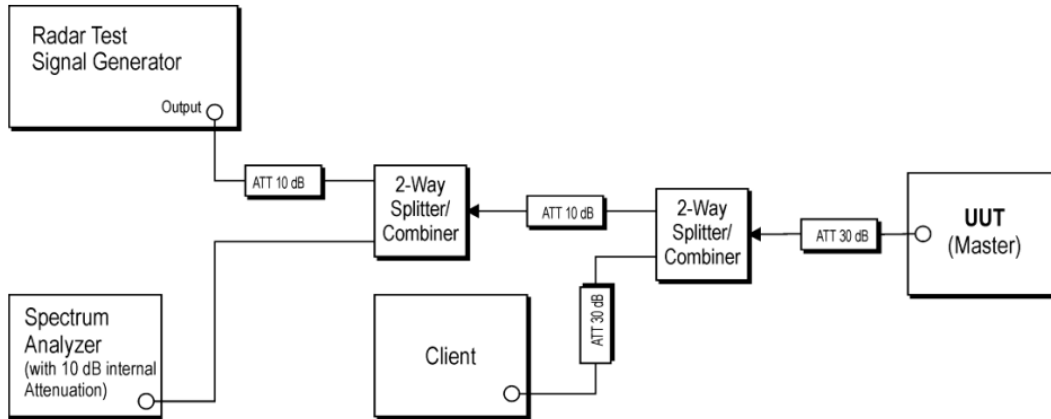 Radar Test
Signal Generator
Output
ATT 10 dB
2-Way
Splitter/
Combiner
ATT 10 dB
2-Way
Splitter/
Combiner
ATT 30 dB
UUT
(Master)
Spectrum
Analyzer
(with 10 dB internal
Attenuation)
Client
ATT 30 dB